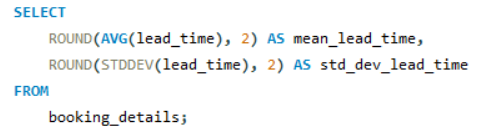 SELECT
    ROUND(AVG(lead_time), 2) AS mean_lead_time,
    ROUND(STDDEV(lead_time), 2) AS std_dev_lead_time
FROM
    booking_details;